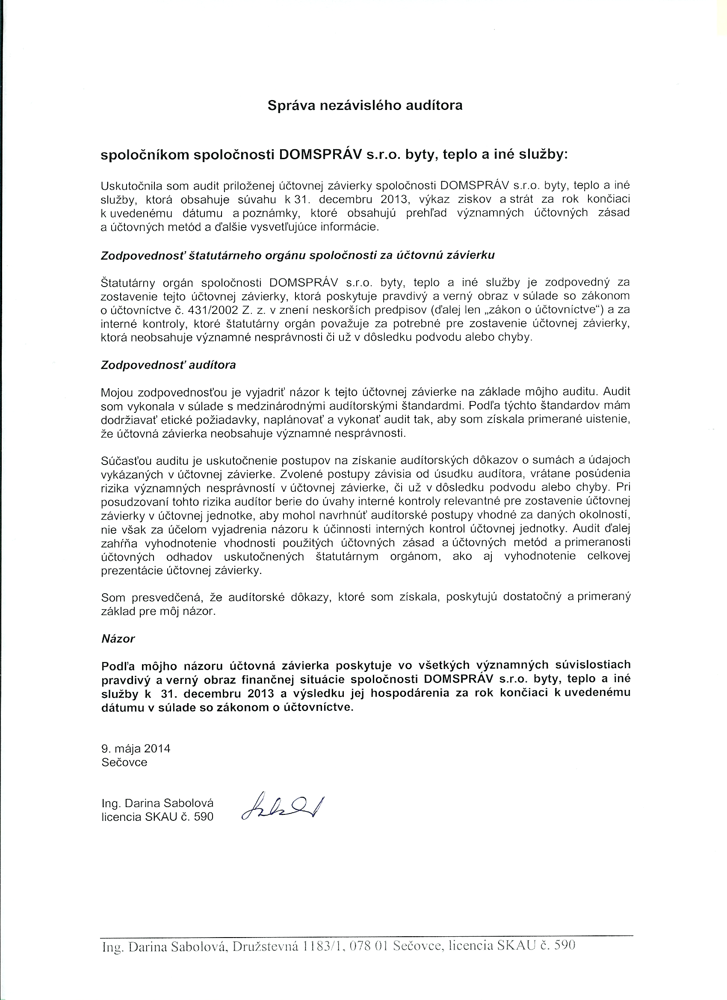 Správa nezávislého audítora
spoločníkom spoločnosti DOMSPRÁV s.r.o. byty, teplo a iné služby:
Uskutočnila som audit priloženej účtovnej závierky spoločnosti DOMSPRÁV s.r.o. byty, teplo a iné
služby, ktorá obsahuje súvahu k 31. decembru 2013, výkaz ziskov a strát za rok končiaci
k uvedenému dátumu a poznámky, ktoré obsahujú prehľad významných účtovných zásad
a účtovných metód a ďalšie vysvetľujúce informácie.
Zodpovednosť štatutárneho orgánu spoločnosti za účtovnú závierku
Štatutárny orgán spoločnosti DOMSPRÁV s.r.o. byty, teplo a iné služby je zodpovedný za
zostavenie tejto účtovnej závierky, ktorá poskytuje pravdivý a verný obraz v súlade so zákonom
o účtovníctve č. 431/2002 Z. z. v znení neskorších predpisov (ďalej len „zákon o účtovníctve“) a za
interné kontroly, ktoré štatutárny orgán považuje za potrebné pre zostavenie účtovnej závierky,
ktorá neobsahuje významné nesprávnosti či už v dôsledku podvodu alebo chyby.
Zodpovednosť audítora
Mojou zodpovednosťou je vyjadriť názor k tejto účtovnej závierke na základe môjho auditu. Audit
som vykonala v súlade s medzinárodnými audítorskými štandardmi. Podľa týchto štandardov mám
dodržiavať etické požiadavky, naplánovať a vykonať audit tak, aby som získala primerané uistenie,
že účtovná závierka neobsahuje významné nesprávnosti.
Súčasťou auditu je uskutočnenie postupov na získanie audítorských dôkazov o sumách a údajoch
vykázaných v účtovnej závierke. Zvolené postupy závisia od úsudku audítora, vrátane posúdenia
rizika významných nesprávností v účtovnej závierke, či už v dôsledku podvodu alebo chyby. Pri
posudzovaní tohto rizika audítor berie do úvahy interné kontroly relevantné pre zostavenie účtovnej
závierky v účtovnej jednotke, aby mohol navrhnúť audítorské postupy vhodné za daných okolností,
nie však za účelom vyjadrenia názoru k účinnosti interných kontrol účtovnej jednotky. Audit ďalej
zahŕňa vyhodnotenie vhodnosti použitých účtovných zásad a účtovných metód a primeranosti
účtovných odhadov uskutočnených štatutárnym orgánom, ako aj vyhodnotenie celkovej
prezentácie účtovnej závierky.
Som presvedčená, že audítorské dôkazy, ktoré som získala, poskytujú dostatočný a primeraný
základ pre môj názor.
Názor
Podľa môjho názoru účtovná závierka poskytuje vo všetkých významných súvislostiach
pravdivý a verný obraz finančnej situácie spoločnosti DOMSPRÁV s.r.o. byty, teplo a iné
služby k 31. decembru 2013 a výsledku jej hospodárenia za rok končiaci k uvedenému
dátumu v súlade so zákonom o účtovníctve.
9. mája 2014
Sečovce
Ing. Darina Sabolová
licencia SKAU č. 590
Ing. Darina Sabolová, Družstevná 1183/1, 078 01 Sečovce, licencia SKAU č. 590